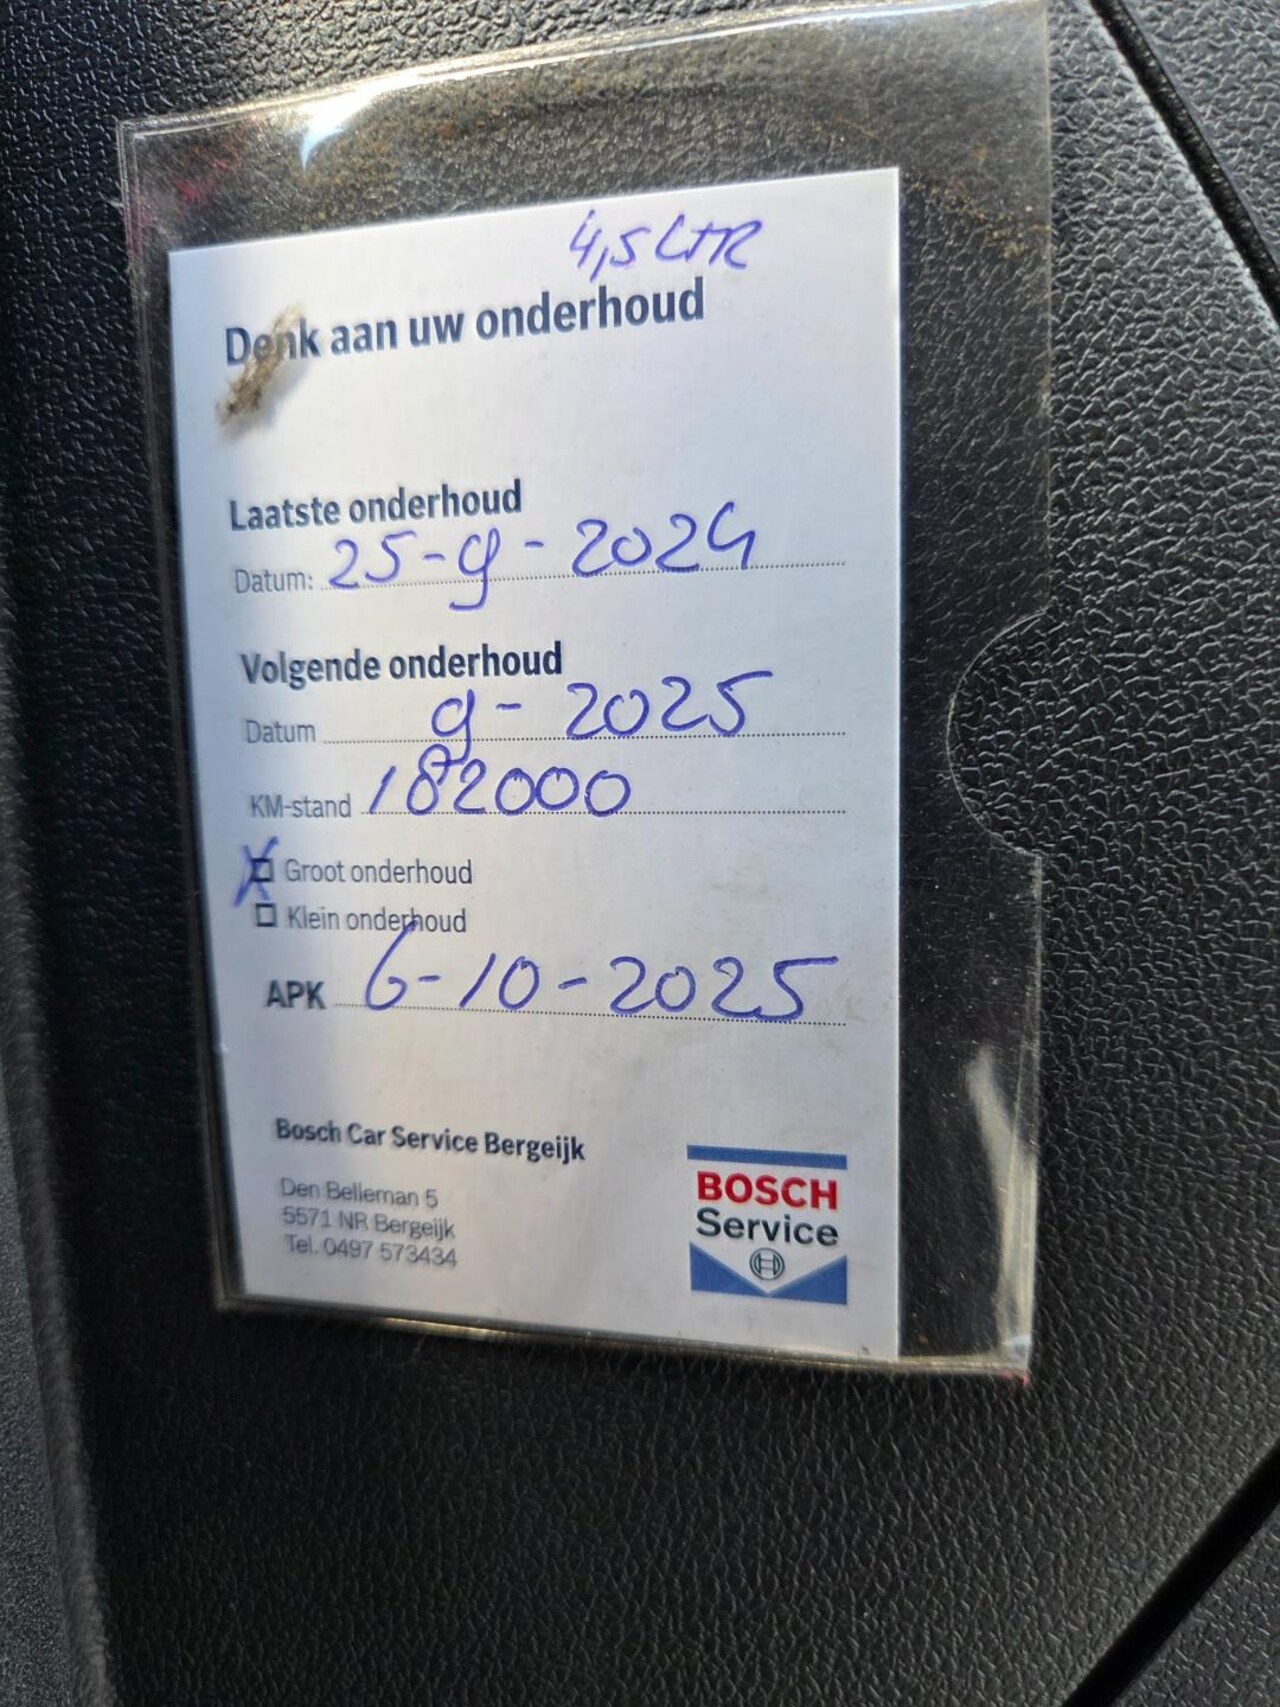 4,5 LTR
Denk aan uw onderhoud
Laatste onderhoud
Datum: 25-9-2024
Volgende onderhoud
Datum 9-2025
KM-stand 182000
Groot onderhoud
Klein onderhoud
APK 6-10-2025
Bosch Car Service Bergeijk
Den Belleman 5
5571 NR Bergeijk
Tel. 0497 573434
BOSCH
Service